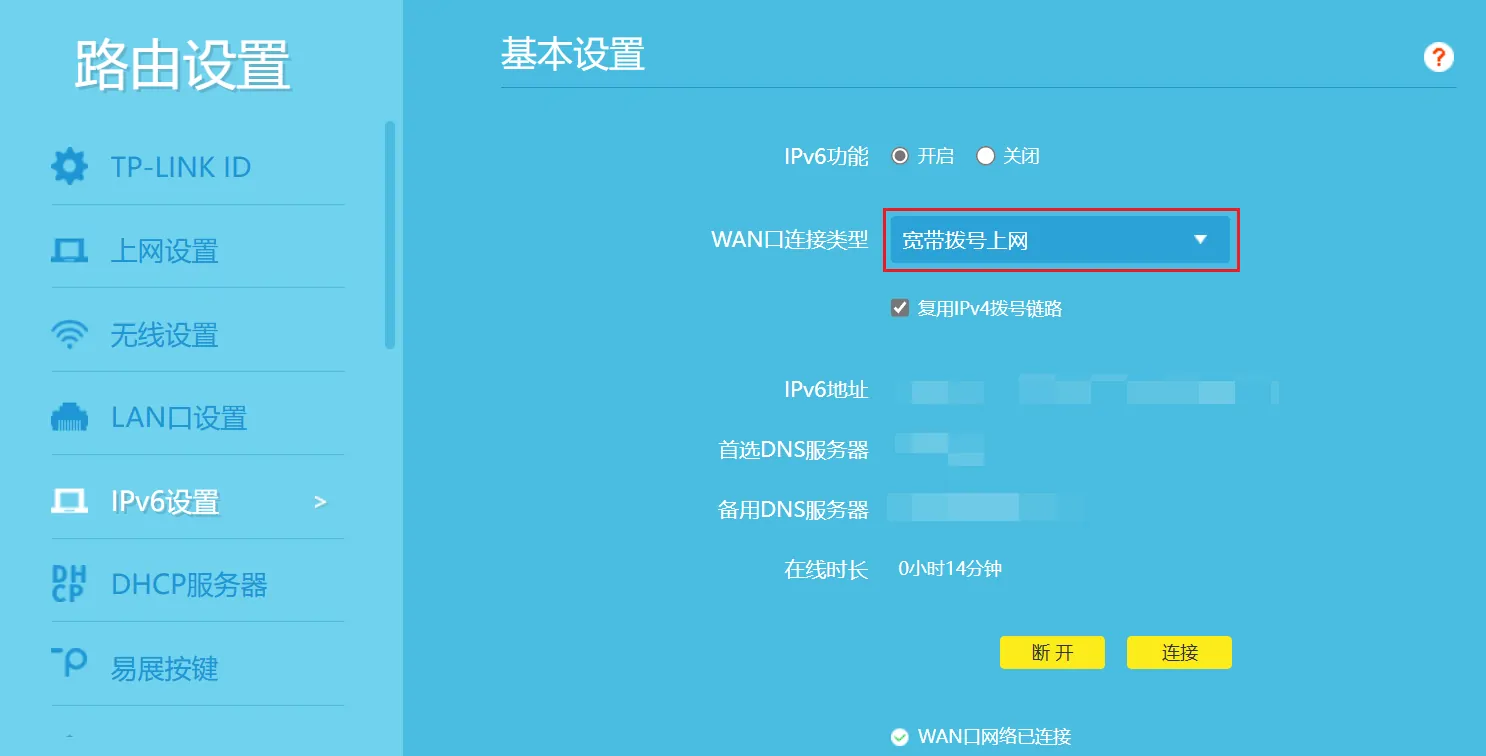 路由设置
TP-LINK ID
上网设置
无线设置
LAN口设置
IPv6设置 >
DHCP服务器
易展按键
基本设置
?
IPv6功能 开启 关闭
WAN口连接类型 宽带拨号上网
复用IPv4拨号链路
IPv6地址
首选DNS服务器
备用DNS服务器
在线时长 0小时14分钟
断开 连接
WAN口网络已连接